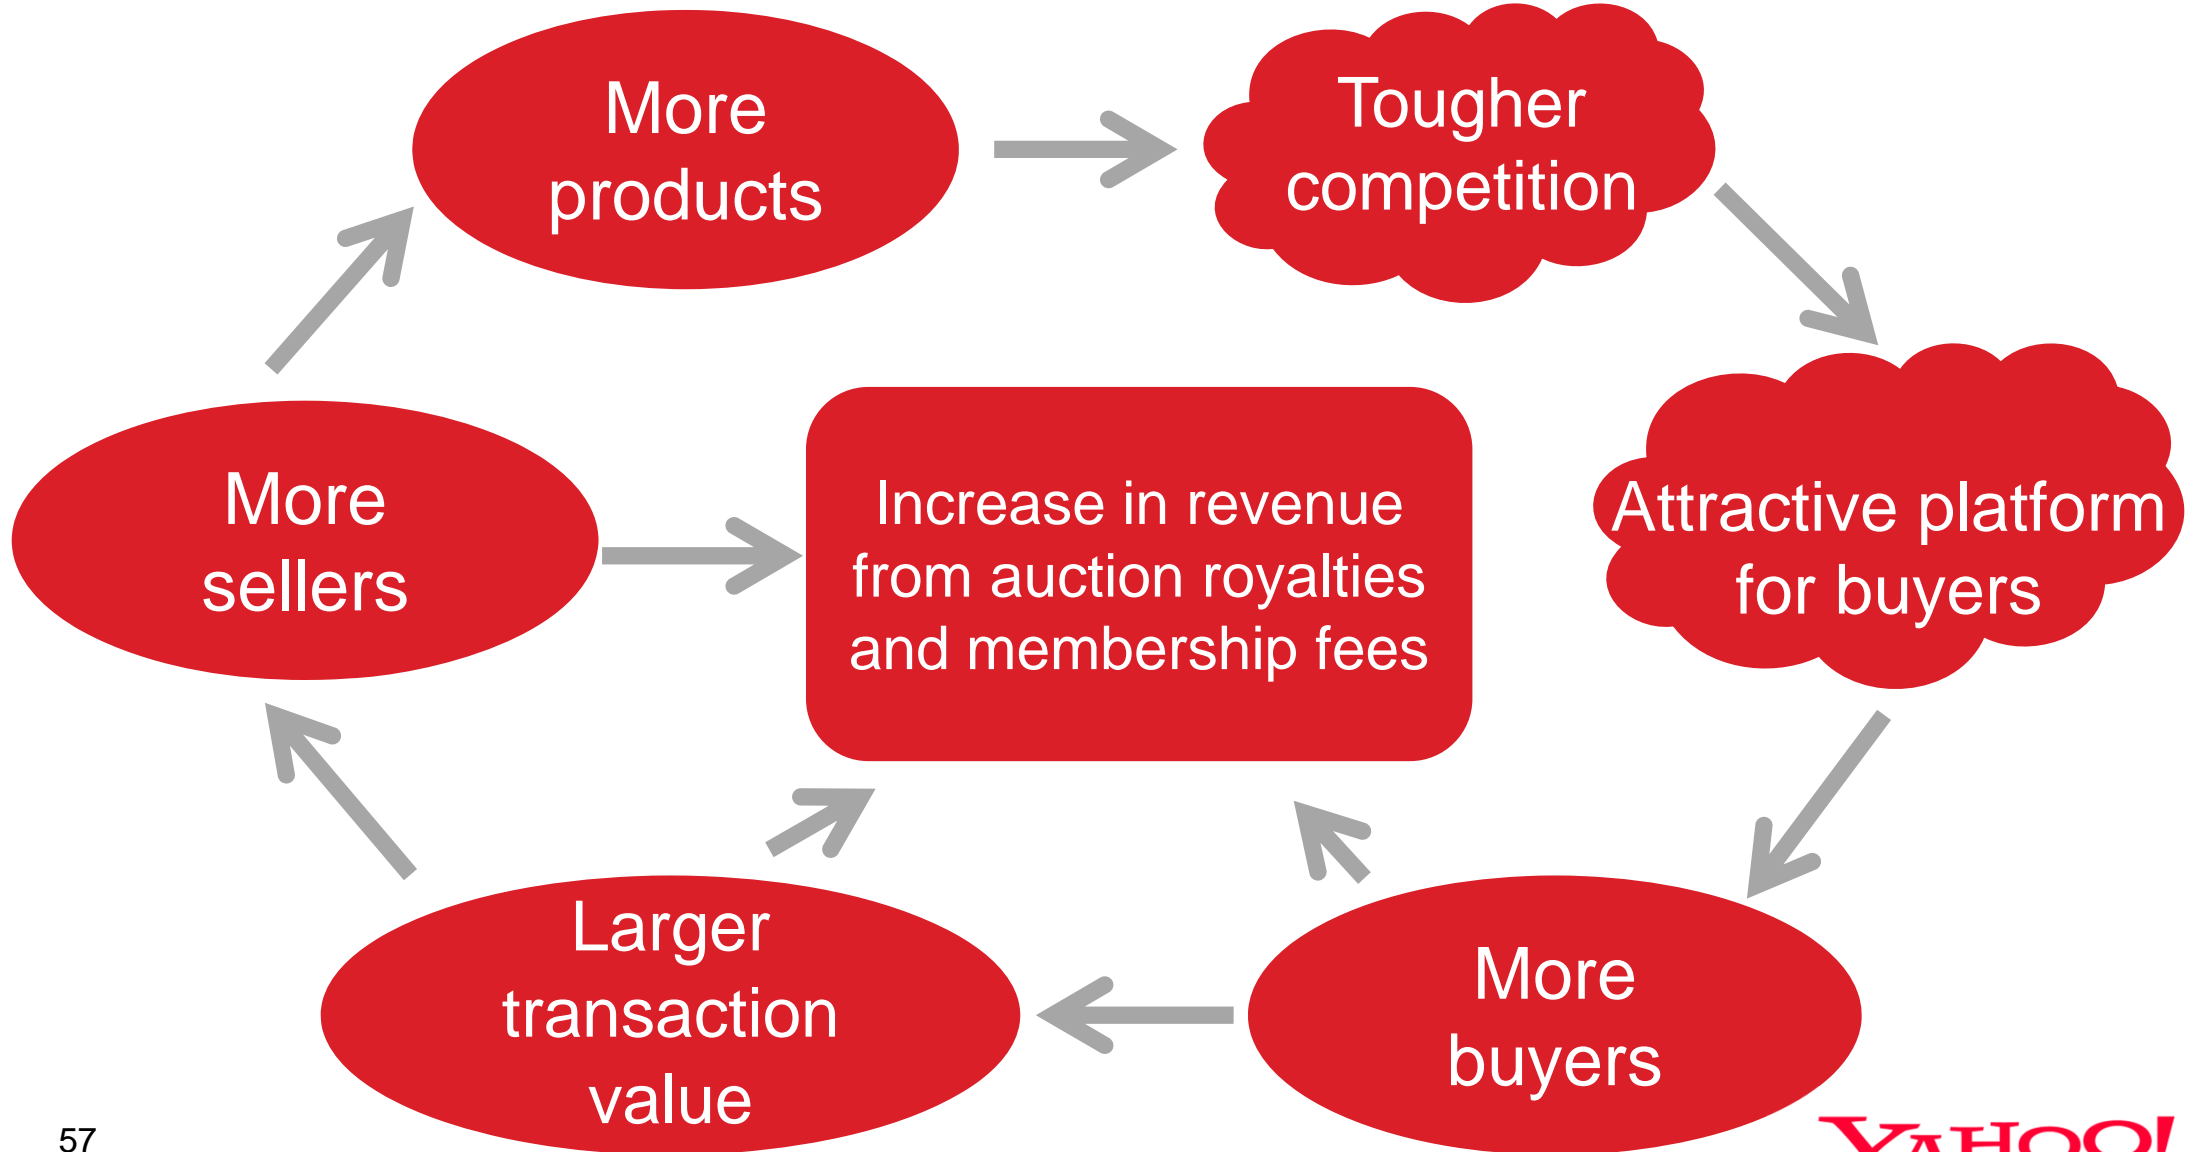 More
products
Tougher
competition
More
sellers
Increase in revenue
from auction royalties
and membership fees
Attractive platform
for buyers
Larger
transaction
value
More
buyers
57
YAHOO!